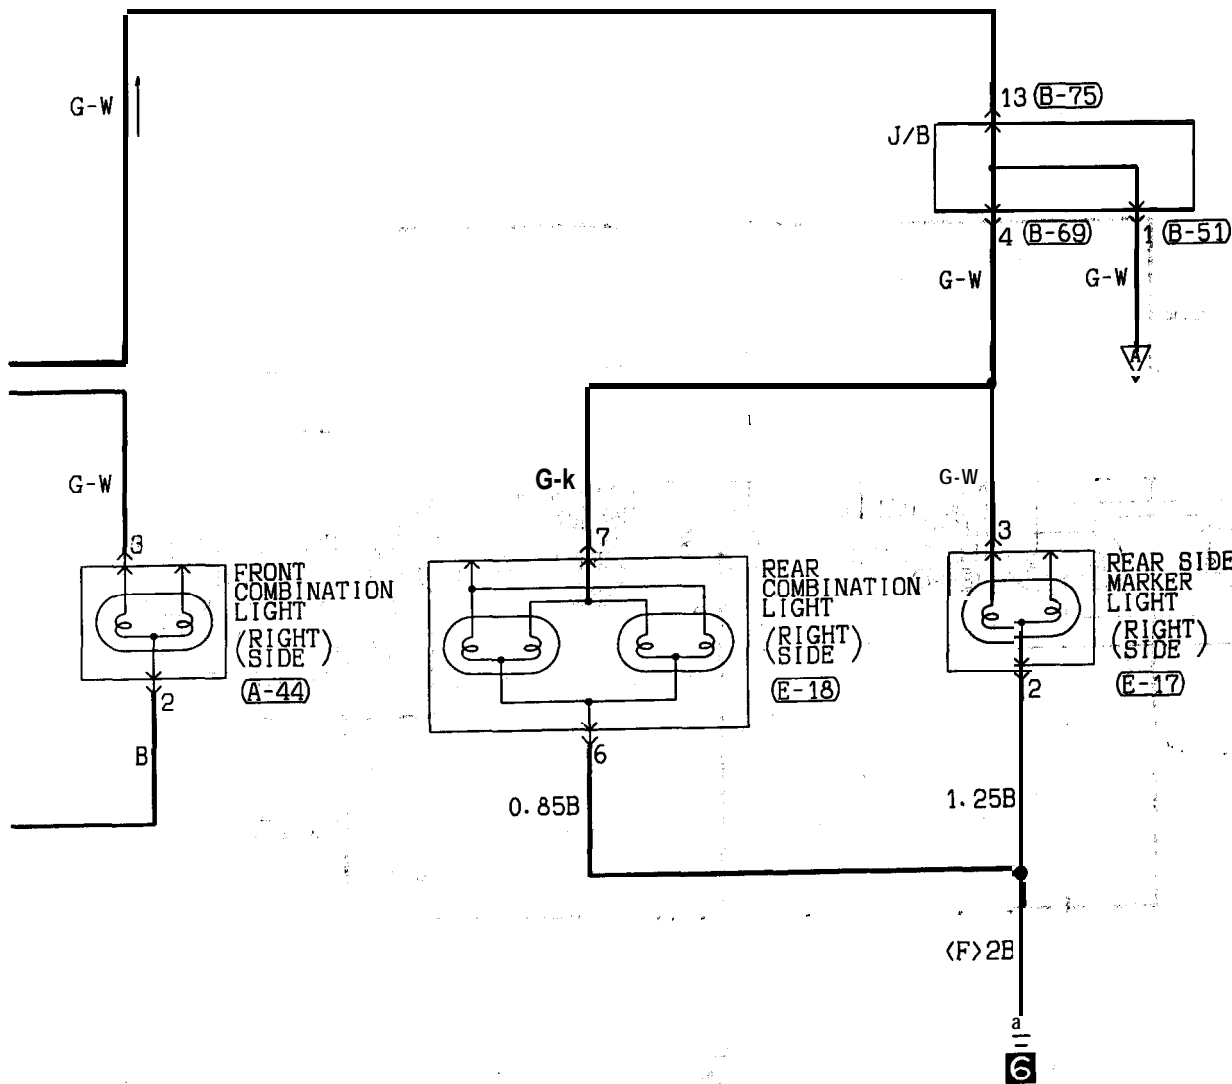 G-W
13 (B-75)
J/B
4 (B-69)
1 (B-51)
G-W
G-W
A
G-W
G-k
G-W
3
7
3
FRONT
COMBINATION
LIGHT
(RIGHT)
(SIDE )
A-44
2
B
REAR
COMBINATION
LIGHT
(RIGHT)
(SIDE )
E-18
6
0.85B
REAR SIDE
MARKER
LIGHT
(RIGHT)
(SIDE )
E-17
2
1.25B
<F>2B
a
6